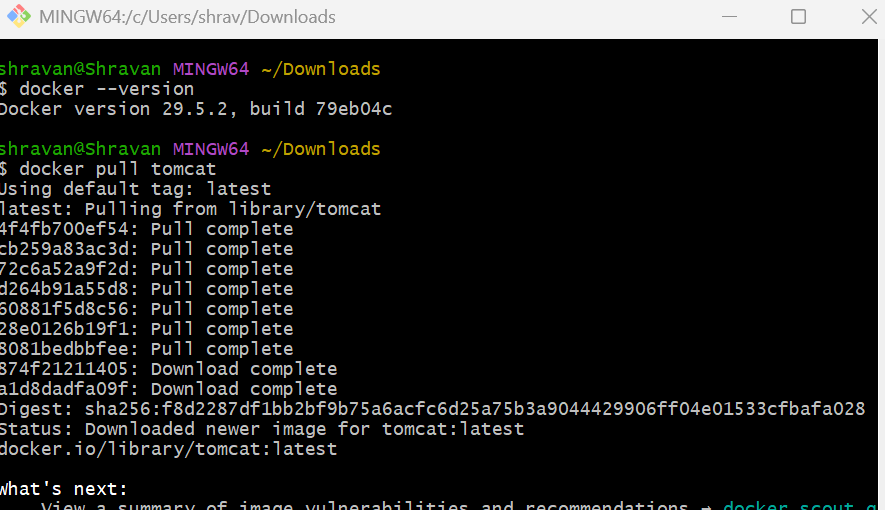 MINGW64:/c/Users/shrav/Downloads
shravan@Shravan MINGW64 ~/Downloads
$ docker --version
Docker version 29.5.2, build 79eb04c
shravan@Shravan MINGW64 ~/Downloads
$ docker pull tomcat
Using default tag: latest
latest: Pulling from library/tomcat
4f4fb700ef54: Pull complete
cb259a83ac3d: Pull complete
72c6a52a9f2d: Pull complete
d264b91a55d8: Pull complete
60881f5d8c56: Pull complete
28e0126b19f1: Pull complete
8081bedbbfee: Pull complete
874f21211405: Download complete
a1d8dadfa09f: Download complete
Digest: sha256:f8d2287df1bb2bf9b75a6acfc6d25a75b3a9044429906ff04e01533cfbafa028
Status: Downloaded newer image for tomcat:latest
docker.io/library/tomcat:latest
What's next:
View a summary of image vulnerabilities and recommendations → docker scout q